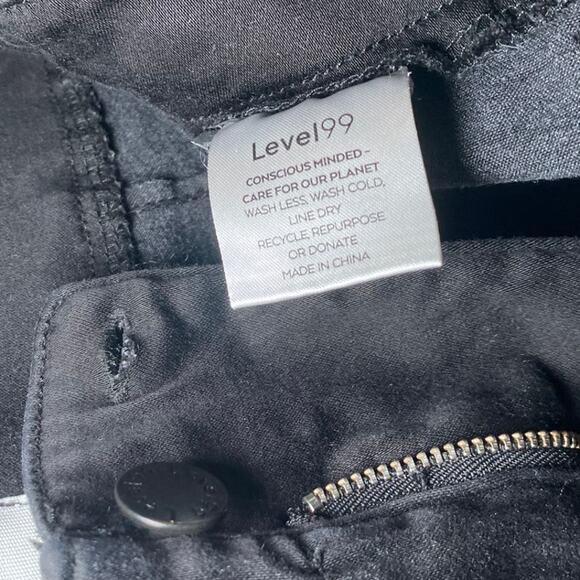 Level99
CONSCIOUS MINDED-
CARE FOR OUR PLANET
WASH LESS, WASH COLD,
LINE DRY
RECYCLE, REPURPOSE
OR DONATE
MADE IN CHINA